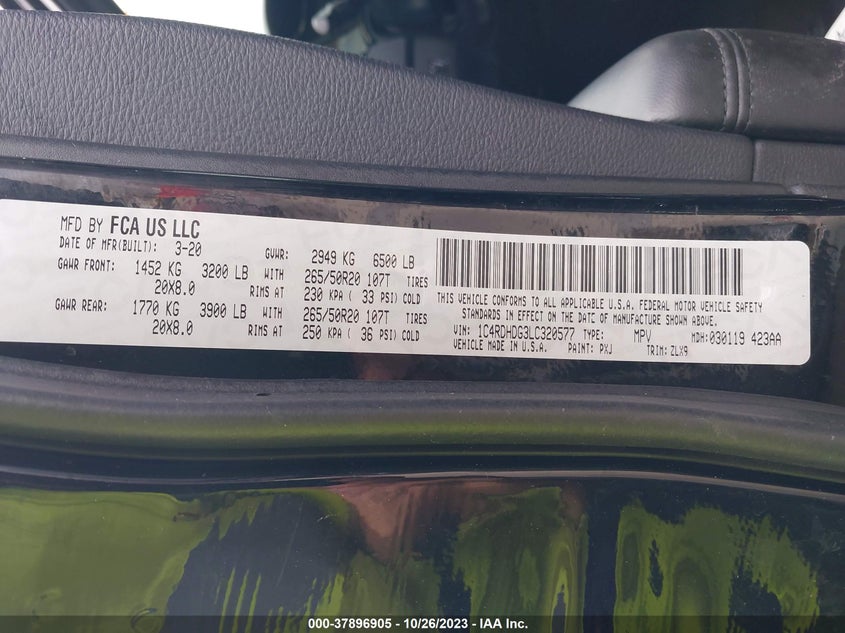 MFD BY FCA US LLC
DATE OF MFR(BUILT): 3-20 GVWR: 2949 KG 6500 LB
GAWR FRONT: 1452 KG 3200 LB WITH 265/50R20 107T TIRES
20X8.0 RIMS AT 230 KPA ( 33 PSI) COLD
GAWR REAR: 1770 KG 3900 LB WITH 265/50R20 107T TIRES
20X8.0 RIMS AT 250 KPA ( 36 PSI) COLD
THIS VEHICLE CONFORMS TO ALL APPLICABLE U.S.A. FEDERAL MOTOR VEHICLE SAFETY
STANDARDS IN EFFECT ON THE DATE OF MANUFACTURE SHOWN ABOVE.
VIN: 1C4RDHDG3LC320577 TYPE: MPV MDH:030119 423AA
VEHICLE MADE IN U.S.A. PAINT: PXJ TRIM: ZLX9
000-37896905 / 10/26/2023 - IAA Inc.